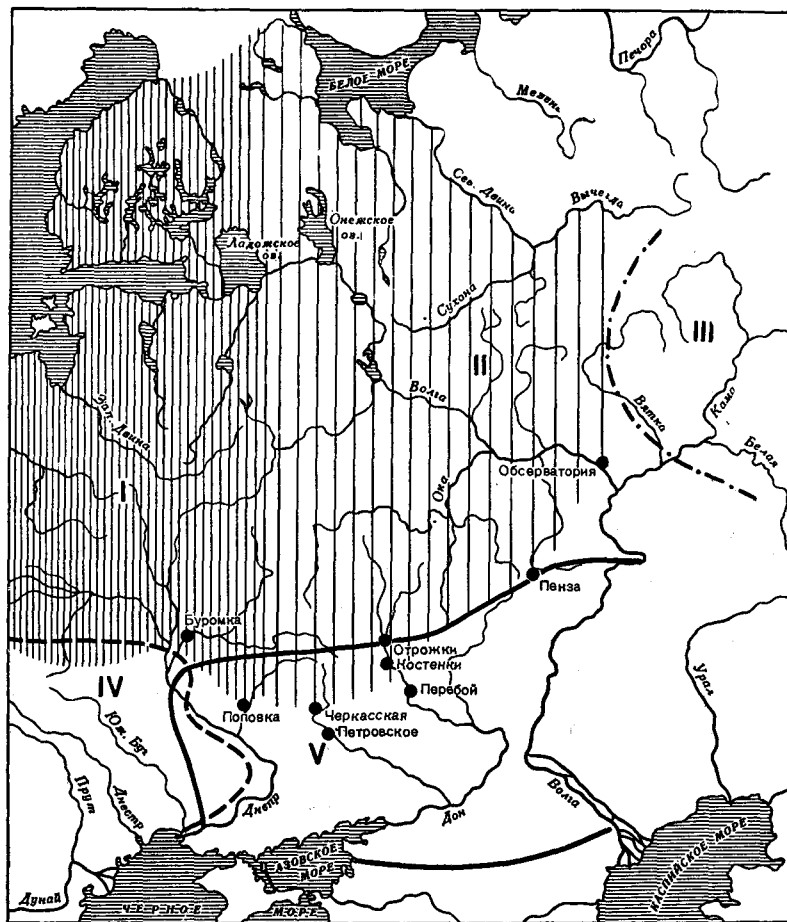 Печора
БЕЛОЕ МОРЕ
Мезень
Сев. Двина
Вычегда
Онежское
ов.
Ладожское
ов.
Сухона
II
III
Волга
Вятка
Кама
Зап. Двина
Белая
Обсерватория
Ока
I
Пенза
Буромка
Отрожки
Костенки
IV
Перебой
Урал
Поповка
Черкасская
Юж. Буг
Петровское
V
Прут
Днестр
Днепр
Волга
Дон
АЗОВСКОЕ
МОРЕ
КАСПИЙСКОЕ МОРЕ
Дунай
ЧЕРНОЕ
МОРЕ